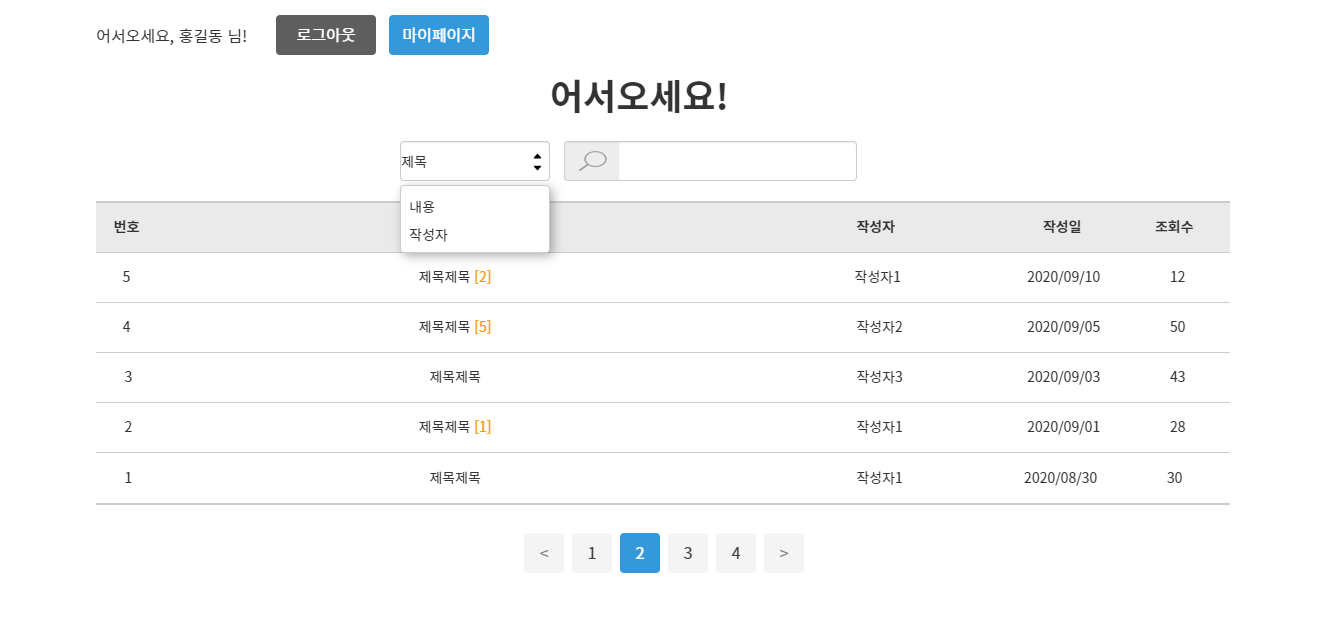 어서오세요, 홍길동 님! 로그아웃 마이페이지
어서오세요!
제목
내용
작성자
번호 작성자 작성일 조회수
5 제목제목 [2] 작성자1 2020/09/10 12
4 제목제목 [5] 작성자2 2020/09/05 50
3 제목제목 작성자3 2020/09/03 43
2 제목제목 [1] 작성자1 2020/09/01 28
1 제목제목 작성자1 2020/08/30 30
< 1 2 3 4 >